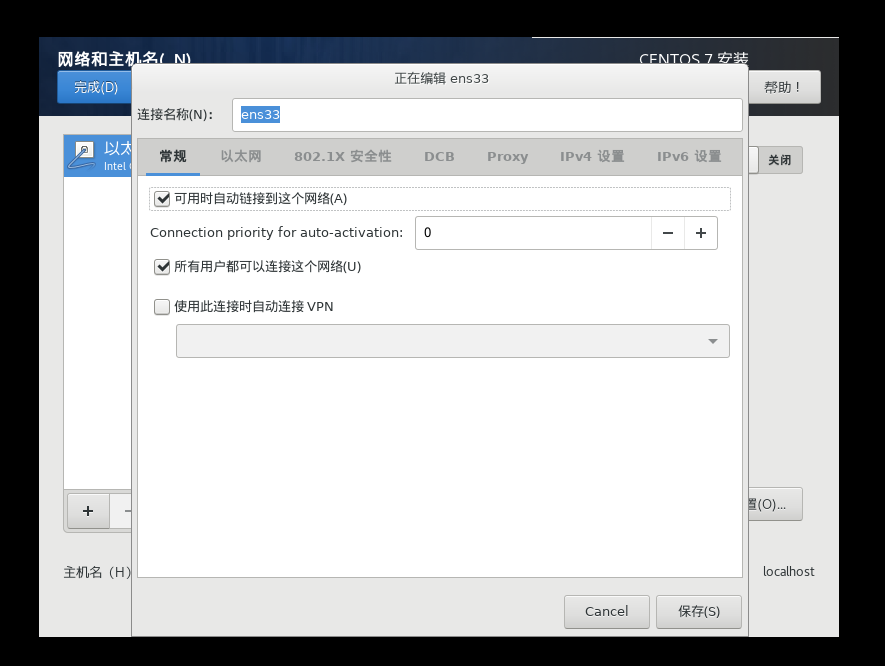 网络和主机名(_N)
CENTOS 7 安装
完成(D)
帮助！
正在编辑 ens33
连接名称(N)：
ens33
以太
Intel
关闭
常规
以太网
802.1X 安全性
DCB
Proxy
IPv4 设置
IPv6 设置
可用时自动链接到这个网络(A)
Connection priority for auto-activation:
0
− +
所有用户都可以连接这个网络(U)
使用此连接时自动连接 VPN
+ −
置(O)...
主机名（H）
localhost
Cancel
保存(S)